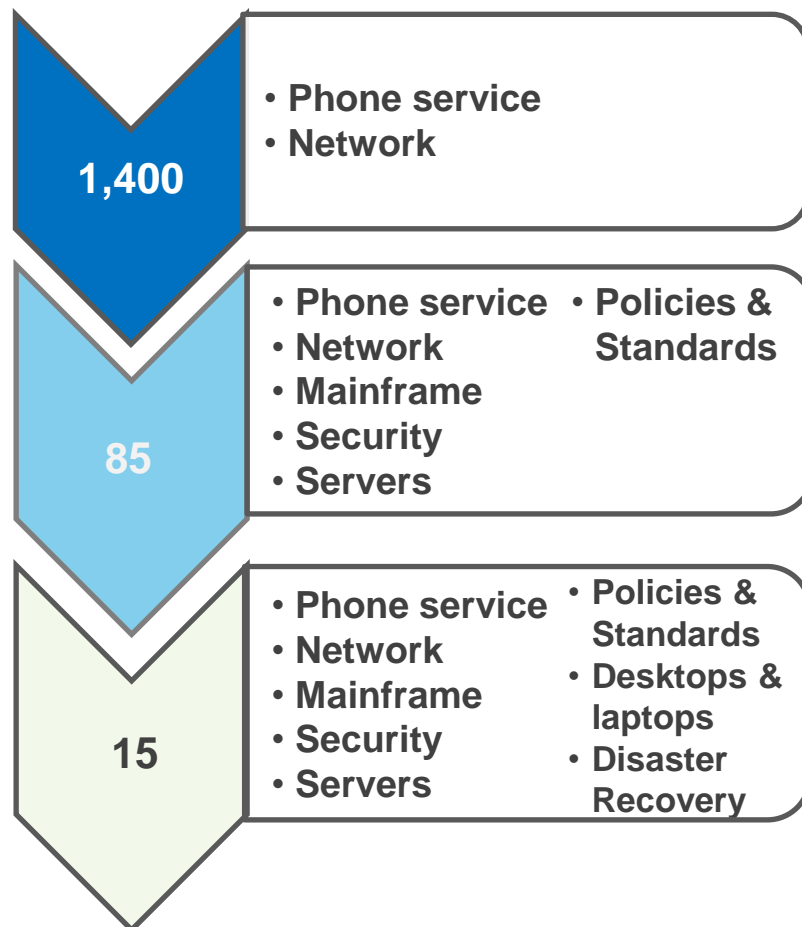 1,400
• Phone service
• Network
85
• Phone service
• Network
• Mainframe
• Security
• Servers
• Policies &
Standards
15
• Phone service
• Network
• Mainframe
• Security
• Servers
• Policies &
Standards
• Desktops &
laptops
• Disaster
Recovery